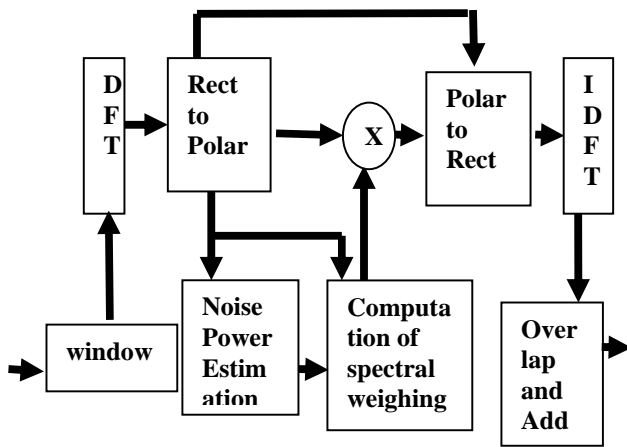 D
F
T
Rect
to
Polar
X
Polar
to
Rect
I
D
F
T
window
Noise
Power
Estim
ation
Computa
tion of
spectral
weighing
Over
lap
and
Add